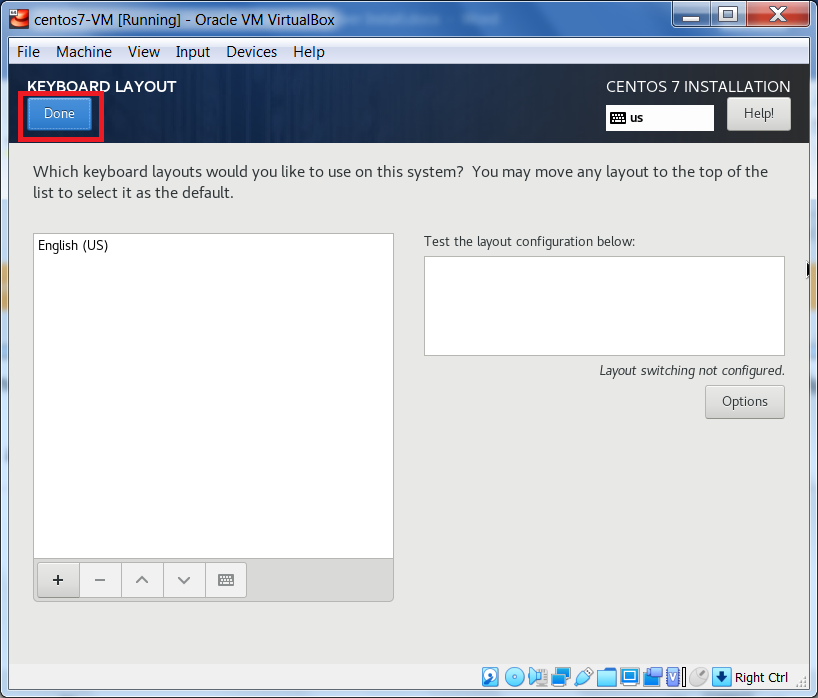 centos7-VM [Running] - Oracle VM VirtualBox
File Machine View Input Devices Help
KEYBOARD LAYOUT
CENTOS 7 INSTALLATION
Done
us
Help!
Which keyboard layouts would you like to use on this system? You may move any layout to the top of the
list to select it as the default.
English (US)
Test the layout configuration below:
Layout switching not configured.
Options
Right Ctrl